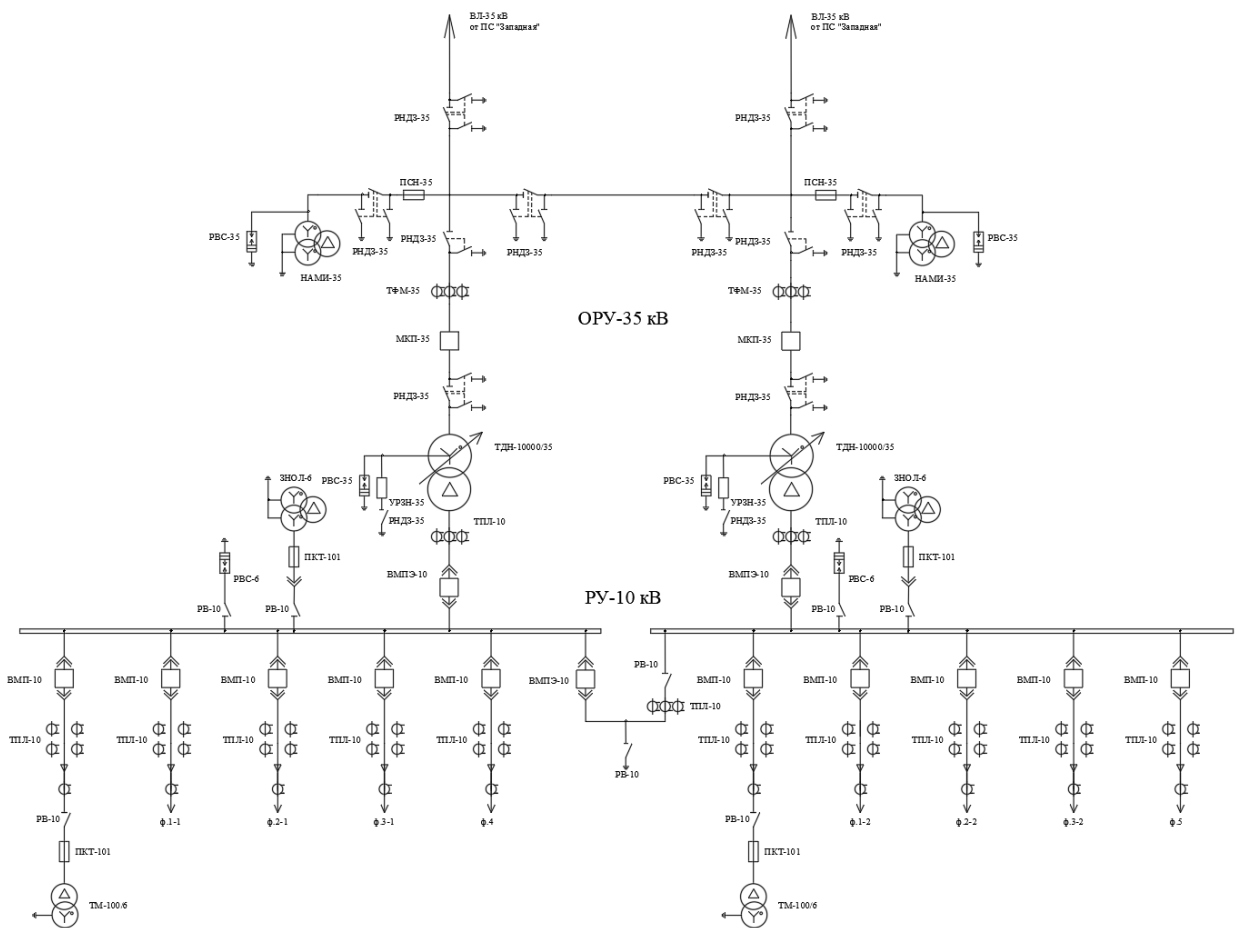 ВЛ-35 кВ
от ПС "Западная"
ВЛ-35 кВ
от ПС "Западная"
РНДЗ-35
РНДЗ-35
ПСН-35
ПСН-35
РВС-35
РНДЗ-35
РНДЗ-35
РВС-35
РНДЗ-35
РНДЗ-35
РНДЗ-35
РНДЗ-35
НАМИ-35
НАМИ-35
ТФМ-35
ТФМ-35
ОРУ-35 кВ
МКП-35
МКП-35
РНДЗ-35
РНДЗ-35
ТДН-10000/35
ТДН-10000/35
ЗНОЛ-6
РВС-35
РВС-35
ЗНОЛ-6
УРЗН-35
УРЗН-35
РНДЗ-35
ТПЛ-10
РНДЗ-35
ТПЛ-10
ПКТ-101
ПКТ-101
РВС-6
ВМПЭ-10
ВМПЭ-10
РВС-6
РУ-10 кВ
РВ-10
РВ-10
РВ-10
РВ-10
РВ-10
ВМП-10
ВМП-10
ВМП-10
ВМП-10
ВМП-10
ВМПЭ-10
ВМП-10
ВМП-10
ВМП-10
ВМП-10
ВМП-10
ТПЛ-10
ТПЛ-10
ТПЛ-10
ТПЛ-10
ТПЛ-10
ТПЛ-10
ТПЛ-10
ТПЛ-10
ТПЛ-10
ТПЛ-10
ТПЛ-10
РВ-10
РВ-10
ф.1-1
ф.2-1
ф.3-1
ф.4
РВ-10
ф.1-2
ф.2-2
ф.3-2
ф.5
ПКТ-101
ПКТ-101
ТМ-100/6
ТМ-100/6